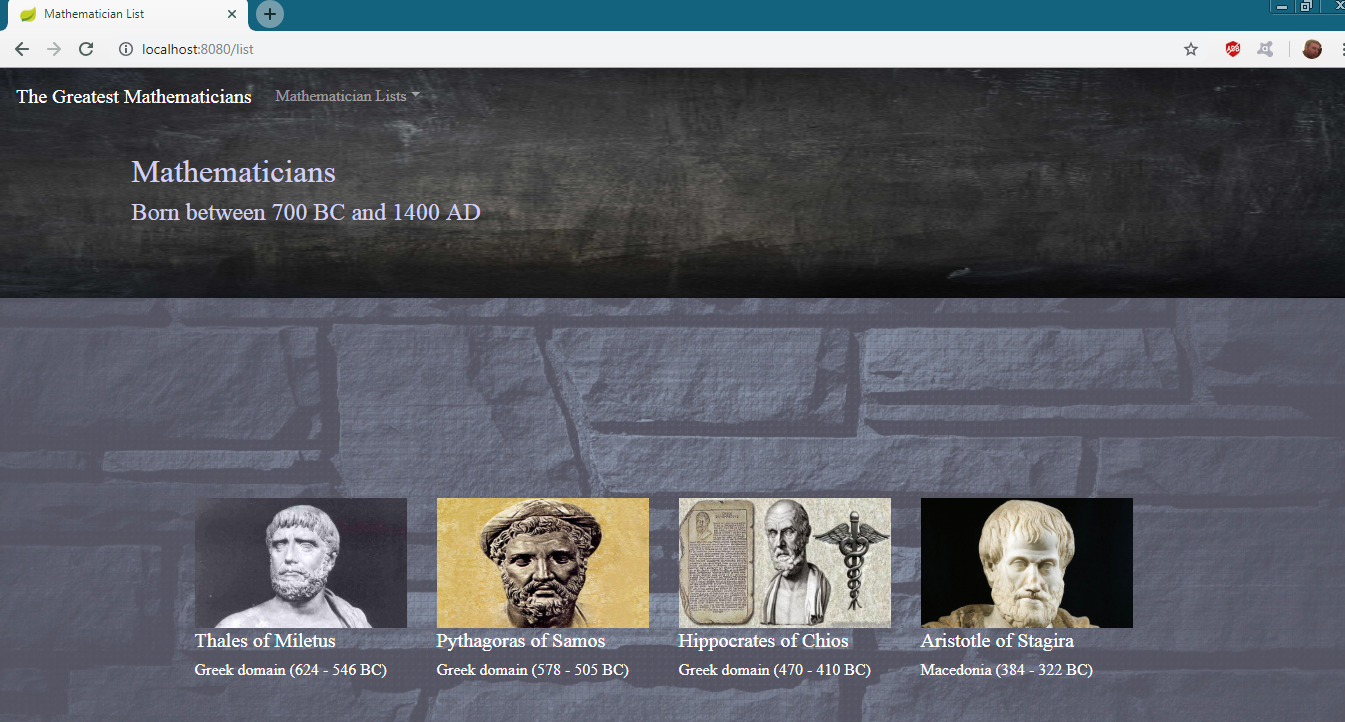 Mathematician List
localhost:8080/list
ABP
The Greatest Mathematicians
Mathematician Lists
Mathematicians
Born between 700 BC and 1400 AD
Thales of Miletus
Pythagoras of Samos
Hippocrates of Chios
Aristotle of Stagira
Greek domain (624 - 546 BC)
Greek domain (578 - 505 BC)
Greek domain (470 - 410 BC)
Macedonia (384 - 322 BC)